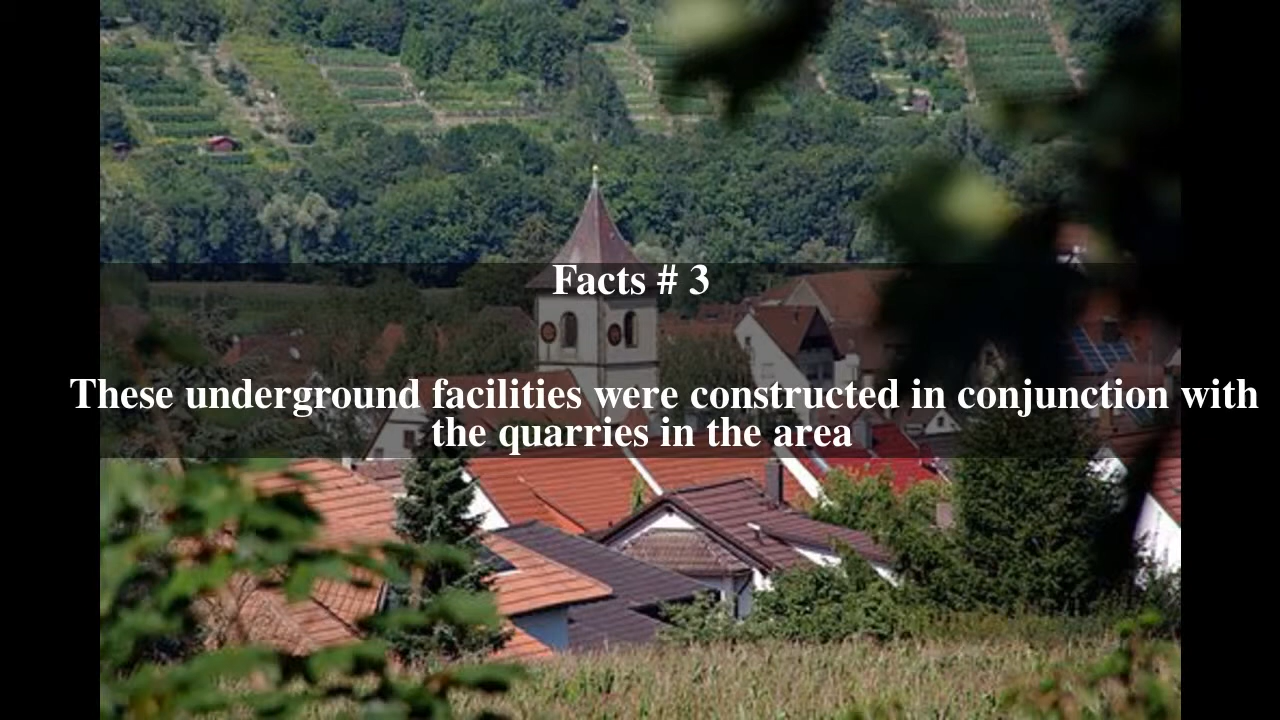 Facts # 3
These underground facilities were constructed in conjunction with
the quarries in the area